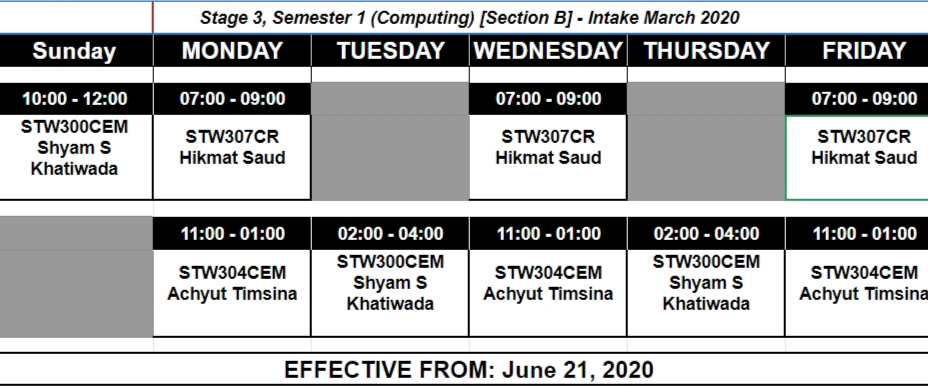 Stage 3, Semester 1 (Computing) [Section B] - Intake March 2020
Sunday MONDAY TUESDAY WEDNESDAY THURSDAY FRIDAY
10:00 - 12:00 07:00 - 09:00 07:00 - 09:00 07:00 - 09:00
STW300CEM
Shyam S
Khatiwada
STW307CR
Hikmat Saud
STW307CR
Hikmat Saud
STW307CR
Hikmat Saud
11:00 - 01:00 02:00 - 04:00 11:00 - 01:00 02:00 - 04:00 11:00 - 01:00
STW304CEM
Achyut Timsina
STW300CEM
Shyam S
Khatiwada
STW304CEM
Achyut Timsina
STW300CEM
Shyam S
Khatiwada
STW304CEM
Achyut Timsina
EFFECTIVE FROM: June 21, 2020